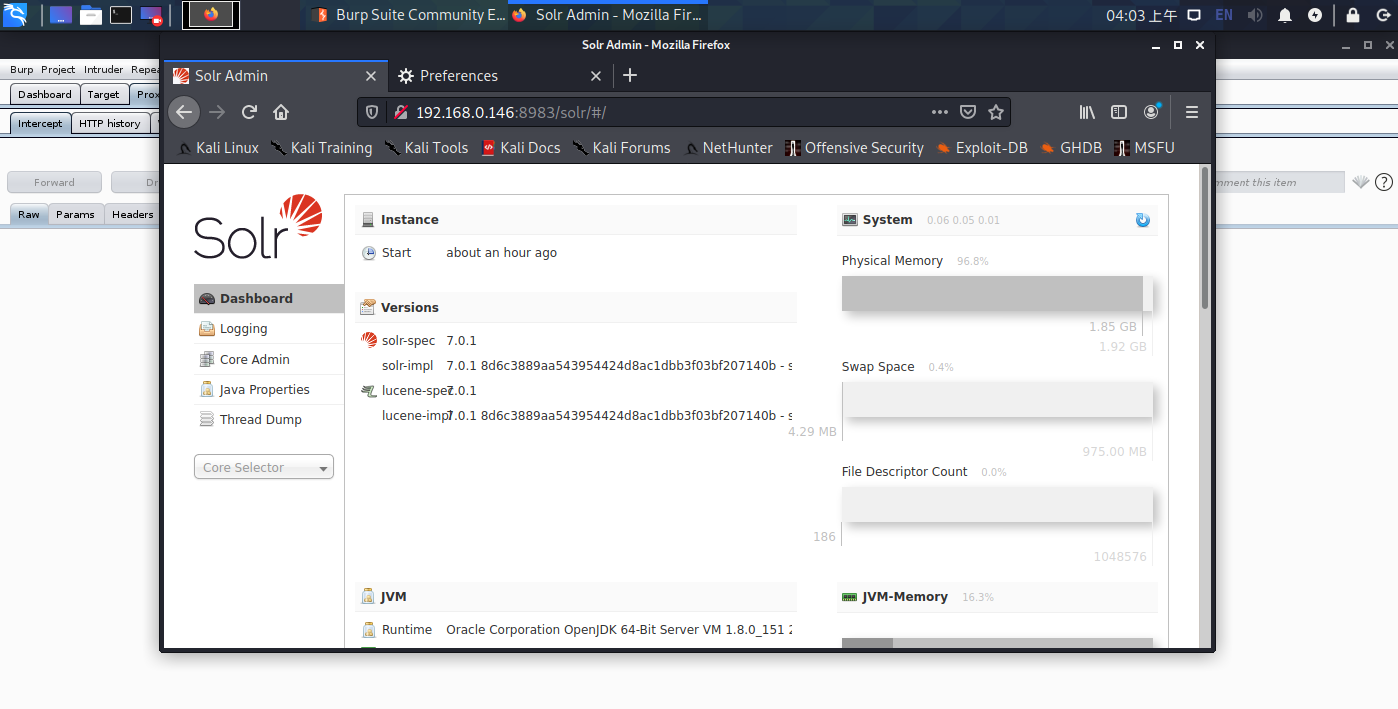 Burp Suite Community E...
Solr Admin - Mozilla Fir...
04:03 上午
EN
Solr Admin - Mozilla Firefox
Burp Project Intruder Repea
Solr Admin
Preferences
Dashboard Target Prox
192.168.0.146:8983/solr/#/
Intercept HTTP history
Kali Linux Kali Training Kali Tools Kali Docs Kali Forums NetHunter Offensive Security Exploit-DB GHDB MSFU
Forward Dr
mment this item
Raw Params Headers
Solr
Dashboard
Logging
Core Admin
Java Properties
Thread Dump
Core Selector
Instance
Start about an hour ago
Versions
solr-spec 7.0.1
solr-impl 7.0.1 8d6c3889aa543954424d8ac1dbb3f03bf207140b - s
lucene-spec 7.0.1
lucene-impl 7.0.1 8d6c3889aa543954424d8ac1dbb3f03bf207140b - s
JVM
Runtime Oracle Corporation OpenJDK 64-Bit Server VM 1.8.0_151 2
System 0.06 0.05 0.01
Physical Memory 96.8%
1.85 GB
1.92 GB
Swap Space 0.4%
4.29 MB
975.00 MB
File Descriptor Count 0.0%
186
1048576
JVM-Memory 16.3%